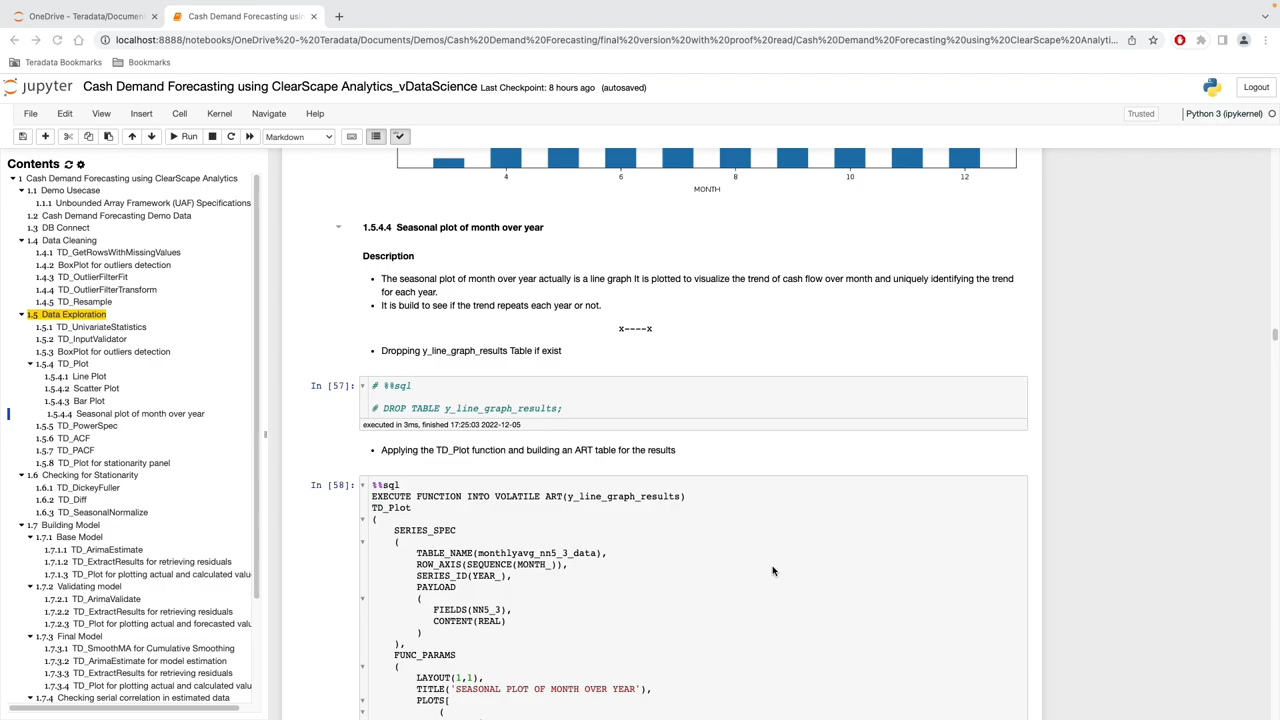 OneDrive - Teradata/Documen
Cash Demand Forecasting usin
localhost:8888/notebooks/OneDrive%20-%20Teradata/Documents/Demos/Cash%20Demand%20Forecasting/final%20version%20with%20proof%20read/Cash%20Demand%20Forecasting%20using%20ClearScape%20Analyti...
Teradata Bookmarks
Bookmarks
jupyter
Cash Demand Forecasting using ClearScape Analytics_vDataScience
Last Checkpoint: 8 hours ago (autosaved)
Logout
File
Edit
View
Insert
Cell
Kernel
Navigate
Help
Trusted
Python 3 (ipykernel)
Run
Markdown
Contents
1 Cash Demand Forecasting using ClearScape Analytics
1.1 Demo Usecase
1.1.1 Unbounded Array Framework (UAF) Specifications
1.2 Cash Demand Forecasting Demo Data
1.3 DB Connect
1.4 Data Cleaning
1.4.1 TD_GetRowsWithMissingValues
1.4.2 BoxPlot for outliers detection
1.4.3 TD_OutlierFilterFit
1.4.4 TD_OutlierFilterTransform
1.4.5 TD_Resample
1.5 Data Exploration
1.5.1 TD_UnivariateStatistics
1.5.2 TD_InputValidator
1.5.3 BoxPlot for outliers detection
1.5.4 TD_Plot
1.5.4.1 Line Plot
1.5.4.2 Scatter Plot
1.5.4.3 Bar Plot
1.5.4.4 Seasonal plot of month over year
1.5.5 TD_PowerSpec
1.5.6 TD_ACF
1.5.7 TD_PACF
1.5.8 TD_Plot for stationarity panel
1.6 Checking for Stationarity
1.6.1 TD_DickeyFuller
1.6.2 TD_Diff
1.6.3 TD_SeasonalNormalize
1.7 Building Model
1.7.1 Base Model
1.7.1.1 TD_ArimaEstimate
1.7.1.2 TD_ExtractResults for retrieving residuals
1.7.1.3 TD_Plot for plotting actual and calculated valu
1.7.2 Validating model
1.7.2.1 TD_ArimaValidate
1.7.2.2 TD_ExtractResults for retrieving residuals
1.7.2.3 TD_Plot for plotting actual and forecasted valu
1.7.3 Final Model
1.7.3.1 TD_SmoothMA for Cumulative Smoothing
1.7.3.2 TD_ArimaEstimate for model estimation
1.7.3.3 TD_ExtractResults for retrieving residuals
1.7.3.4 TD_Plot for plotting actual and calculated valu
1.7.4 Checking serial correlation in estimated data
4 6 8 10 12
MONTH
1.5.4.4 Seasonal plot of month over year
Description
• The seasonal plot of month over year actually is a line graph It is plotted to visualize the trend of cash flow over month and uniquely identifying the trend
for each year.
• It is build to see if the trend repeats each year or not.
x----x
• Dropping y_line_graph_results Table if exist
In [57]:
# %%sql
# DROP TABLE y_line_graph_results;
executed in 3ms, finished 17:25:03 2022-12-05
• Applying the TD_Plot function and building an ART table for the results
In [58]:
%%sql
EXECUTE FUNCTION INTO VOLATILE ART(y_line_graph_results)
TD_Plot
(
SERIES_SPEC
(
TABLE_NAME(monthlyavg_nn5_3_data),
ROW_AXIS(SEQUENCE(MONTH_)),
SERIES_ID(YEAR_),
PAYLOAD
(
FIELDS(NN5_3),
CONTENT(REAL)
)
),
FUNC_PARAMS
(
LAYOUT(1,1),
TITLE('SEASONAL PLOT OF MONTH OVER YEAR'),
PLOTS[
(